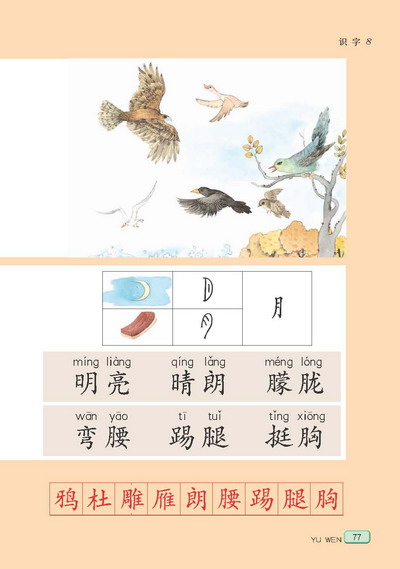 识字 8
月
míng liàng qíng lǎng méng lóng
明亮 晴朗 朦胧
wān yāo tī tuǐ tǐng xiōng
弯腰 踢腿 挺胸
鸦杜雕雁朗腰踢腿胸
YU WEN 77